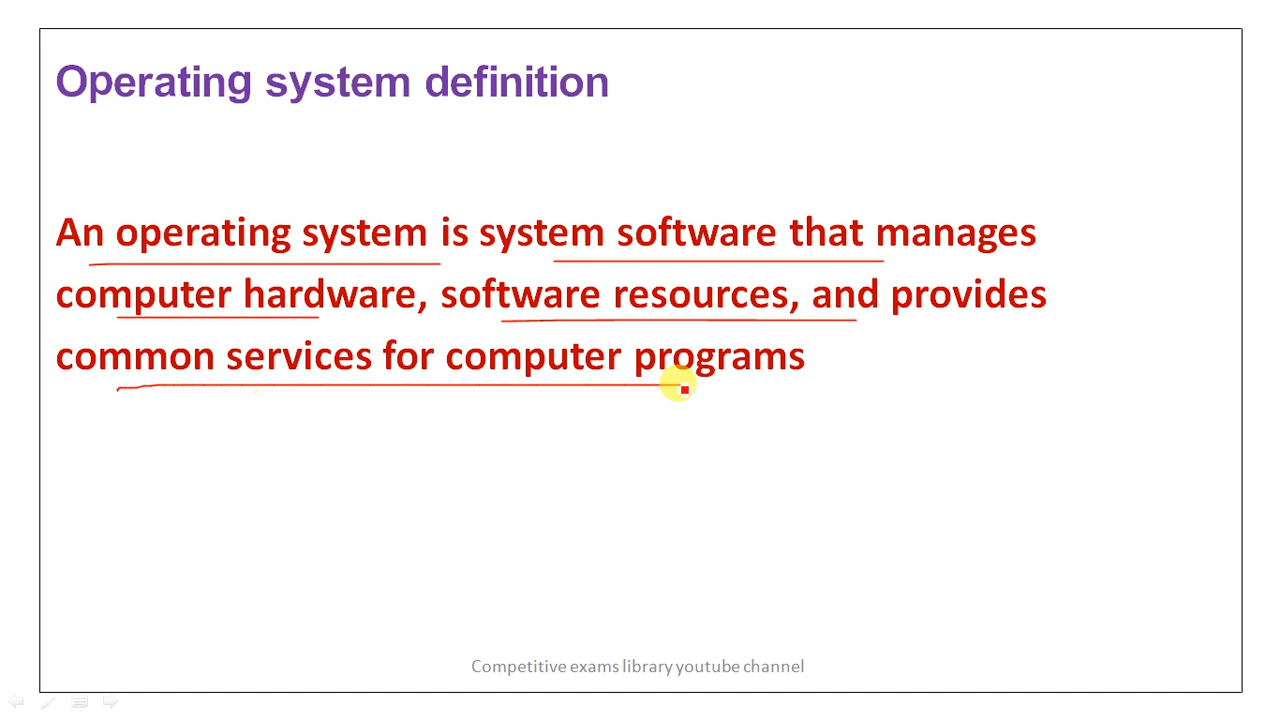 Operating system definition
An operating system is system software that manages
computer hardware, software resources, and provides
common services for computer programs
Competitive exams library youtube channel